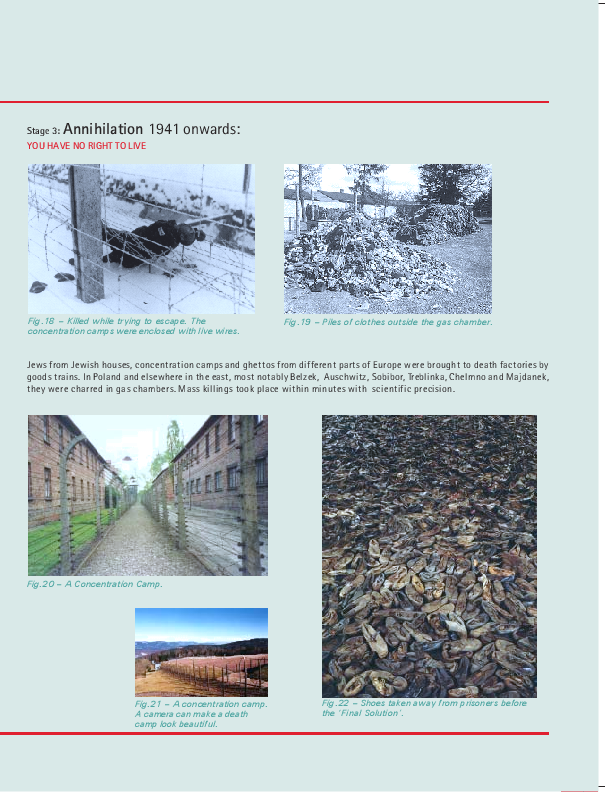 Stage 3: Annihilation 1941 onwards:
YOU HAVE NO RIGHT TO LIVE
Fig.18 – Killed while trying to escape. The
concentration camps were enclosed with live wires.
Fig.19 – Piles of clothes outside the gas chamber.
Jews from Jewish houses, concentration camps and ghettos from different parts of Europe were brought to death factories by
goods trains. In Poland and elsewhere in the east, most notably Belzek, Auschwitz, Sobibor, Treblinka, Chelmno and Majdanek,
they were charred in gas chambers. Mass killings took place within minutes with scientific precision.
Fig.20 – A Concentration Camp.
Fig.21 – A concentration camp.
A camera can make a death
camp look beautiful.
Fig.22 – Shoes taken away from prisoners before
the 'Final Solution'.